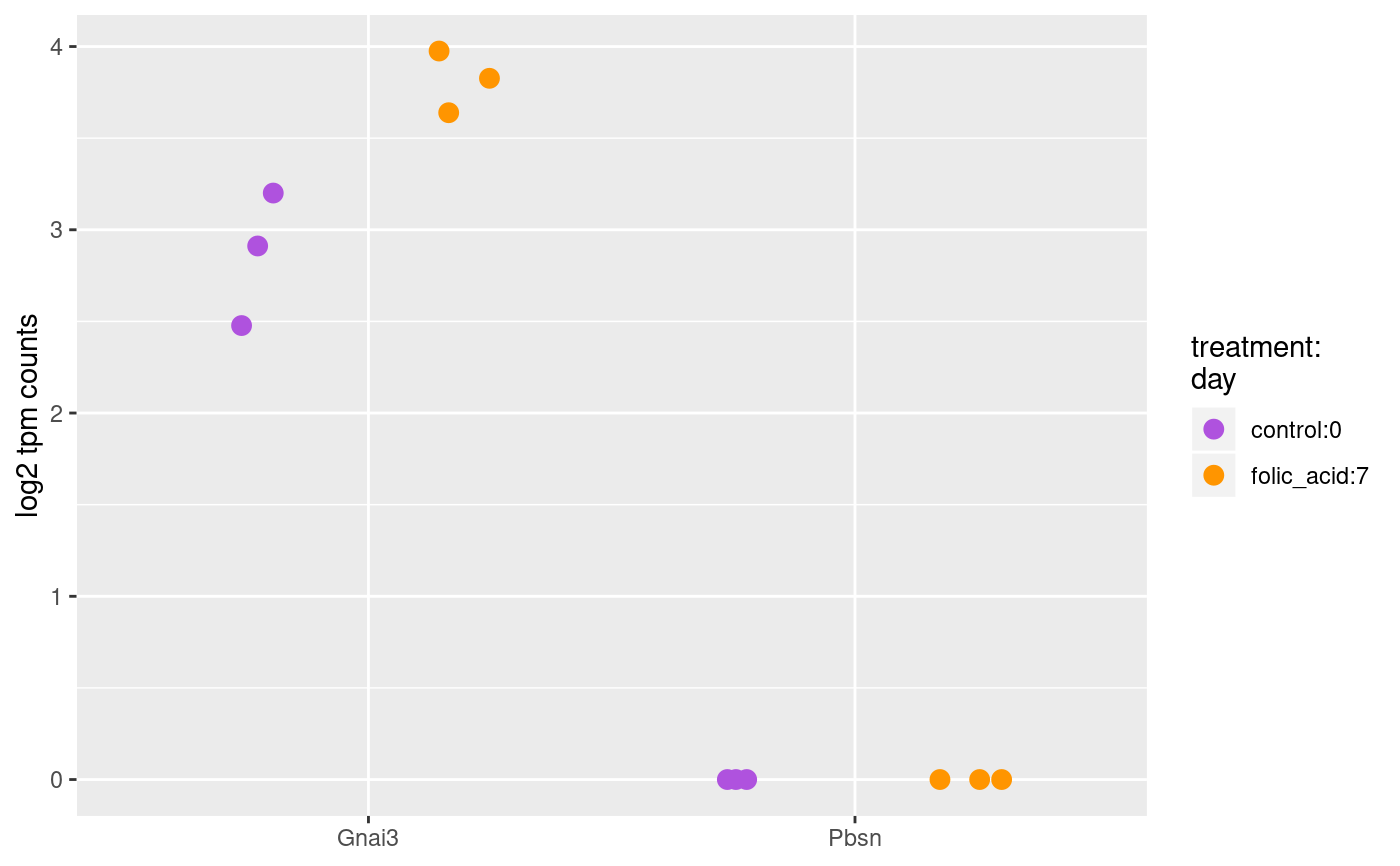 log2 tpm counts
4
3
2
1
0
Gnai3
Pbsn
treatment:
day
control:0
folic_acid:7